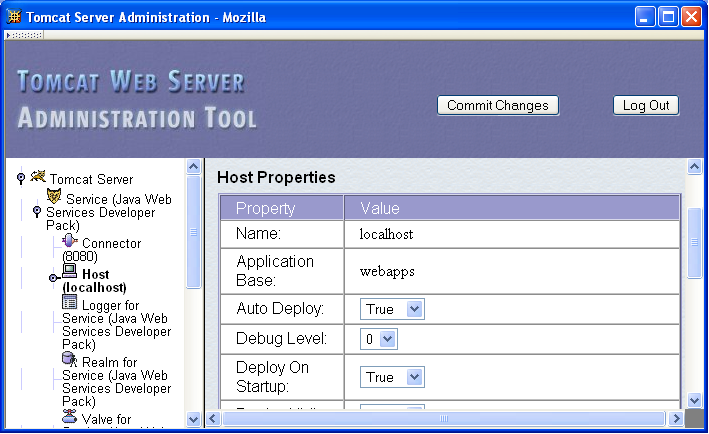 Tomcat Server Administration - Mozilla
TOMCAT WEB SERVER
ADMINISTRATION TOOL
Commit Changes
Log Out
Tomcat Server
Service (Java Web
Services Developer
Pack)
Connector
(8080)
Host
(localhost)
Logger for
Service (Java Web
Services Developer
Pack)
Realm for
Service (Java Web
Services Developer
Pack)
Valve for
Host Properties
Property Value
Name: localhost
Application
Base: webapps
Auto Deploy: True
Debug Level: 0
Deploy On
Startup: True